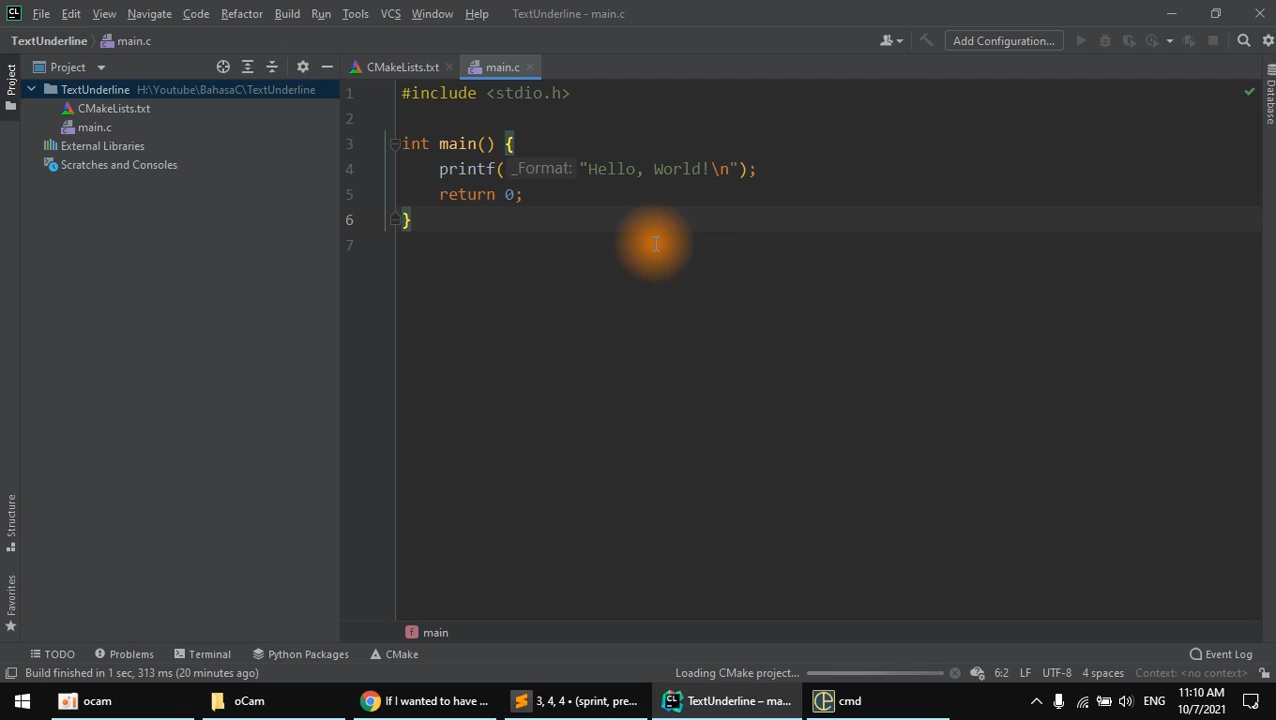 CL File Edit View Navigate Code Refactor Build Run Tools VCS Window Help TextUnderline - main.c
TextUnderline main.c Add Configuration...
Project CMakeLists.txt main.c
TextUnderline H:\Youtube\BahasaC\TextUnderline
CMakeLists.txt
main.c
External Libraries
Scratches and Consoles
1 #include <stdio.h>
2
3 int main() {
4 printf( _Format: "Hello, World!\n");
5 return 0;
6 }
7
Project
Structure
Favorites
Database
f main
TODO Problems Terminal Python Packages CMake Event Log
Build finished in 1 sec, 313 ms (20 minutes ago) Loading CMake project... 6:2 LF UTF-8 4 spaces Context: <no context>
ocam oCam If I wanted to have ... 3, 4, 4 • (sprint, pre... TextUnderline – ma... cmd ENG 11:10 AM
10/7/2021